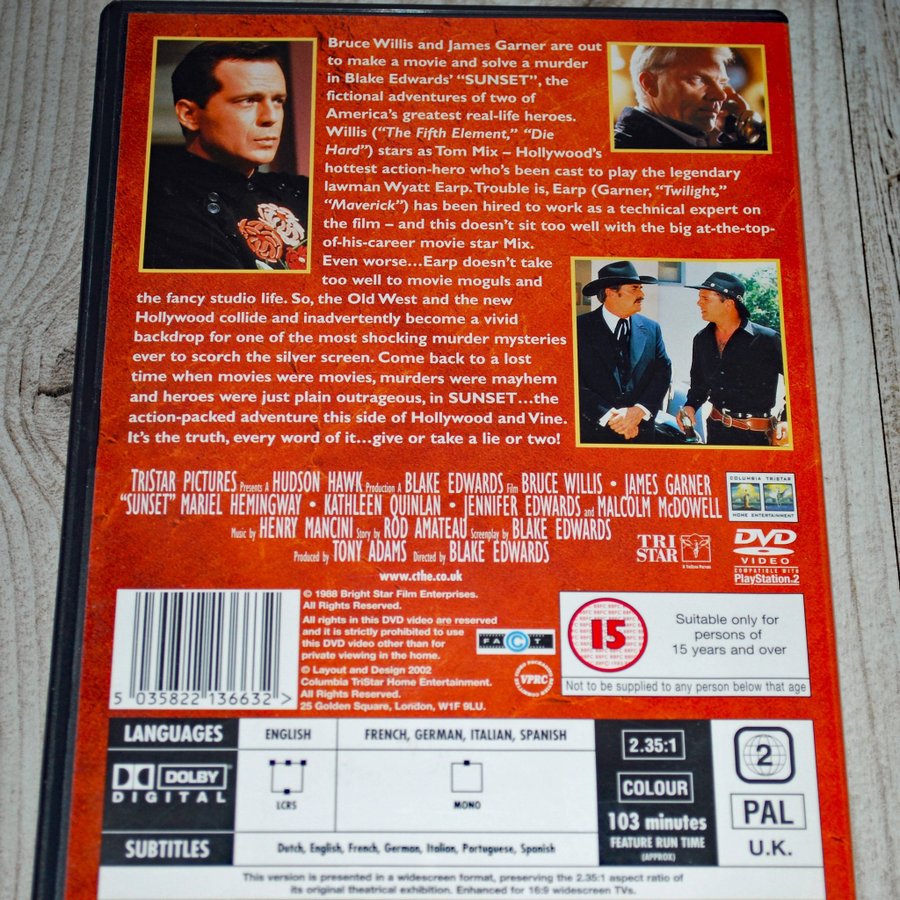 Bruce Willis and James Garner are out
to make a movie and solve a murder
in Blake Edwards' "SUNSET", the
fictional adventures of two of
America's greatest real-life heroes.
Willis ("The Fifth Element," "Die
Hard") stars as Tom Mix – Hollywood's
hottest action-hero who's been cast to play the legendary
lawman Wyatt Earp. Trouble is, Earp (Garner, "Twilight,"
"Maverick") has been hired to work as a technical expert on
the film – and this doesn't sit too well with the big at-the-top-
of-his-career movie star Mix.
Even worse...Earp doesn't take
too well to movie moguls and
the fancy studio life. So, the Old West and the new
Hollywood collide and inadvertently become a vivid
backdrop for one of the most shocking murder mysteries
ever to scorch the silver screen. Come back to a lost
time when movies were movies, murders were mayhem
and heroes were just plain outrageous, in SUNSET...the
action-packed adventure this side of Hollywood and Vine.
It's the truth, every word of it...give or take a lie or two!
TRISTAR PICTURES Presents A HUDSON HAWK Production A BLAKE EDWARDS Film BRUCE WILLIS • JAMES GARNER
"SUNSET" MARIEL HEMINGWAY • KATHLEEN QUINLAN • JENNIFER EDWARDS and MALCOLM McDOWELL
Music by HENRY MANCINI Story by ROD AMATEAU Screenplay by BLAKE EDWARDS
Produced by TONY ADAMS Directed by BLAKE EDWARDS
www.cthe.co.uk
COLUMBIA TRISTAR
HOME ENTERTAINMENT
TRI
STAR
DVD
VIDEO
COMPATIBLE WITH
PlayStation.2
© 1988 Bright Star Film Enterprises.
All Rights Reserved.
All rights in this DVD video are reserved
and it is strictly prohibited to use
this DVD video other than for
private viewing in the home.
© Layout and Design 2002
Columbia TriStar Home Entertainment.
All Rights Reserved.
25 Golden Square, London, W1F 9LU.
5 035822 136632 >
FACT
VPRC
15
Suitable only for
persons of
15 years and over
Not to be supplied to any person below that age
LANGUAGES
ENGLISH
FRENCH, GERMAN, ITALIAN, SPANISH
DOLBY
DIGITAL
LCRS
MONO
SUBTITLES
Dutch, English, French, German, Italian, Portuguese, Spanish
2.35:1
COLOUR
103 minutes
FEATURE RUN TIME
(APPROX)
2
PAL
U.K.
This version is presented in a widescreen format, preserving the 2.35:1 aspect ratio of
its original theatrical exhibition. Enhanced for 16:9 widescreen TVs.